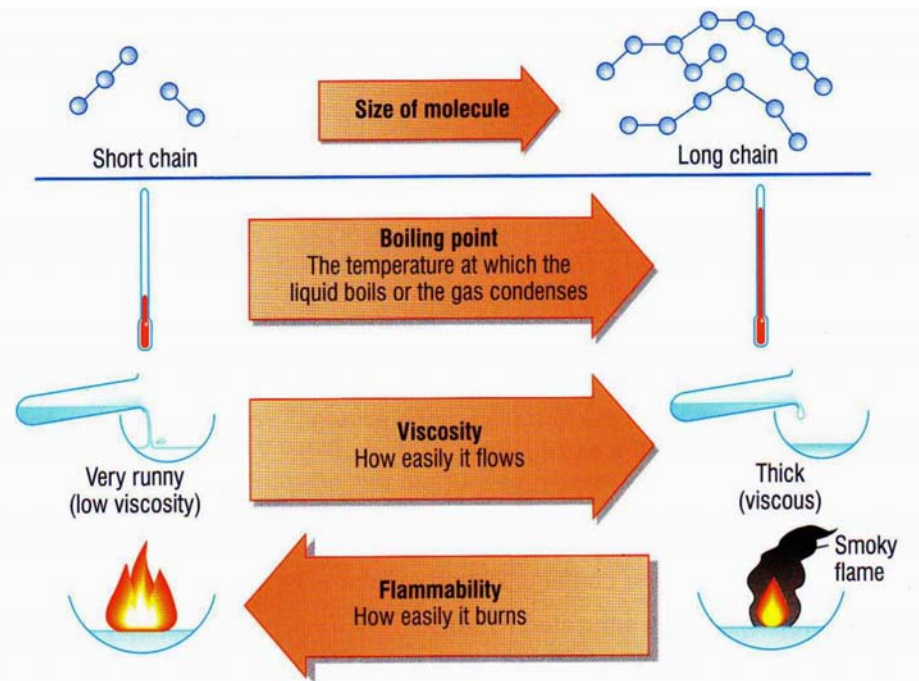 Size of molecule
Short chain
Long chain
Boiling point
The temperature at which the
liquid boils or the gas condenses
Viscosity
How easily it flows
Very runny
(low viscosity)
Thick
(viscous)
Smoky
flame
Flammability
How easily it burns